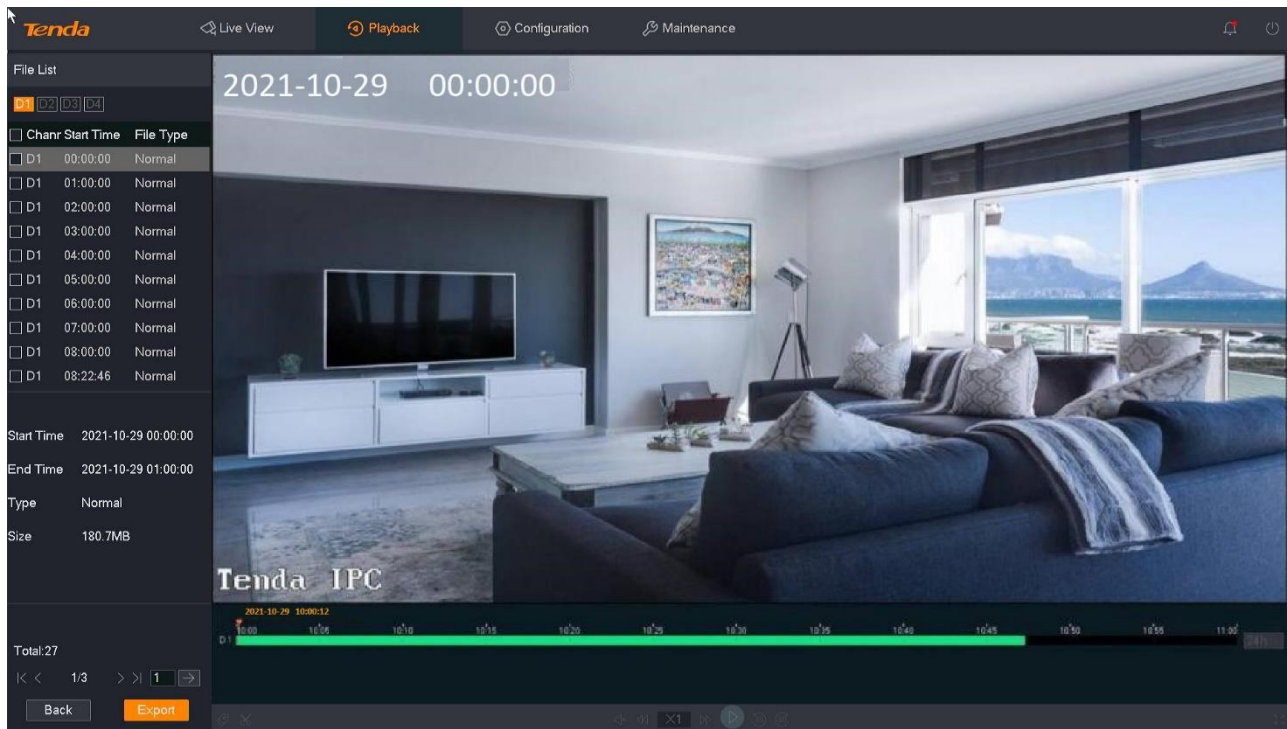 Tenda
Live View
Playback
Configuration
Maintenance
File List
D1 D2 D3 D4
Chanr Start Time File Type
D1 00:00:00 Normal
D1 01:00:00 Normal
D1 02:00:00 Normal
D1 03:00:00 Normal
D1 04:00:00 Normal
D1 05:00:00 Normal
D1 06:00:00 Normal
D1 07:00:00 Normal
D1 08:00:00 Normal
D1 08:22:46 Normal
Start Time 2021-10-29 00:00:00
End Time 2021-10-29 01:00:00
Type Normal
Size 180.7MB
Total:27
1/3 1
Back Export
2021-10-29 00:00:00
Tenda IPC
2021-10-29 10:00:12
10:00 10:05 10:10 10:15 10:20 10:25 10:30 10:35 10:40 10:45 10:50 10:55 11:00
D1
24h
X1